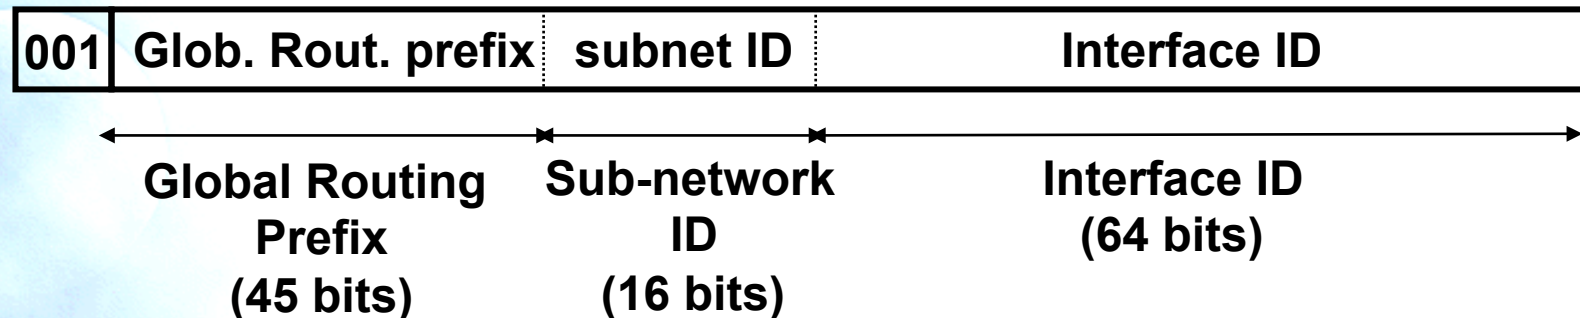 001 Glob. Rout. prefix subnet ID Interface ID
Global Routing Prefix (45 bits)
Sub-network ID (16 bits)
Interface ID (64 bits)